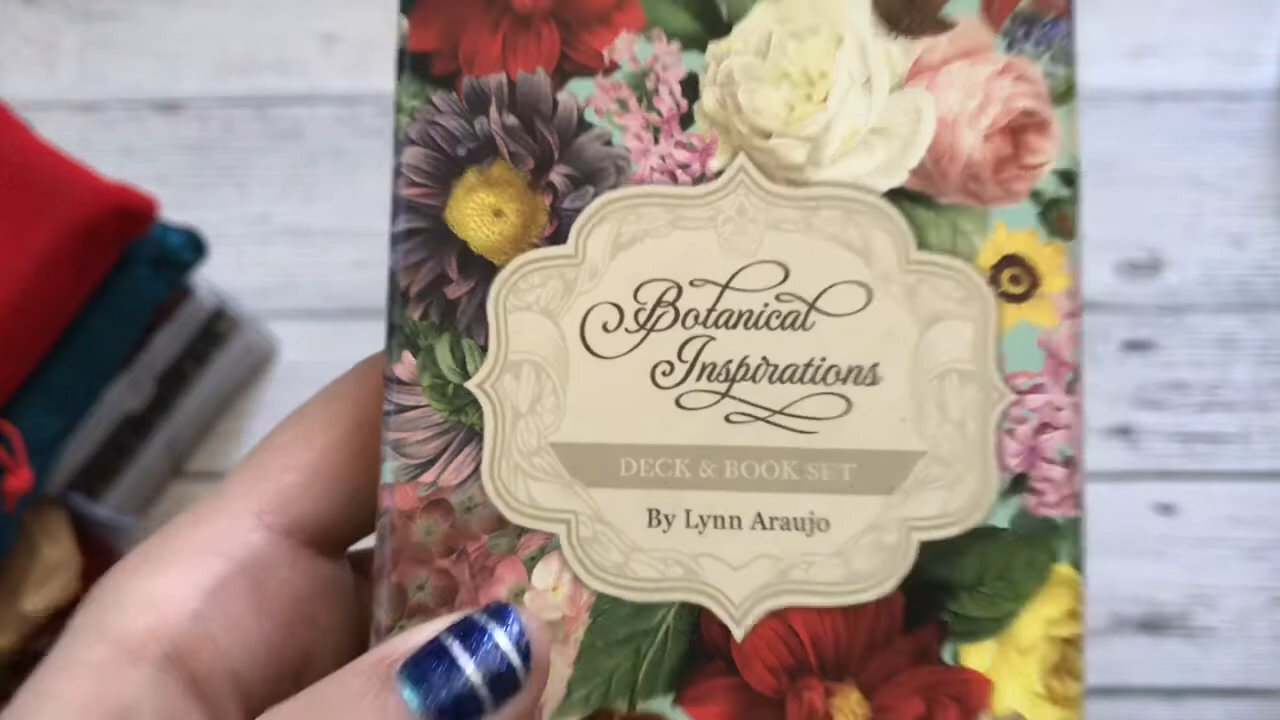 Botanical
Inspirations
DECK & BOOK SET
By Lynn Araujo